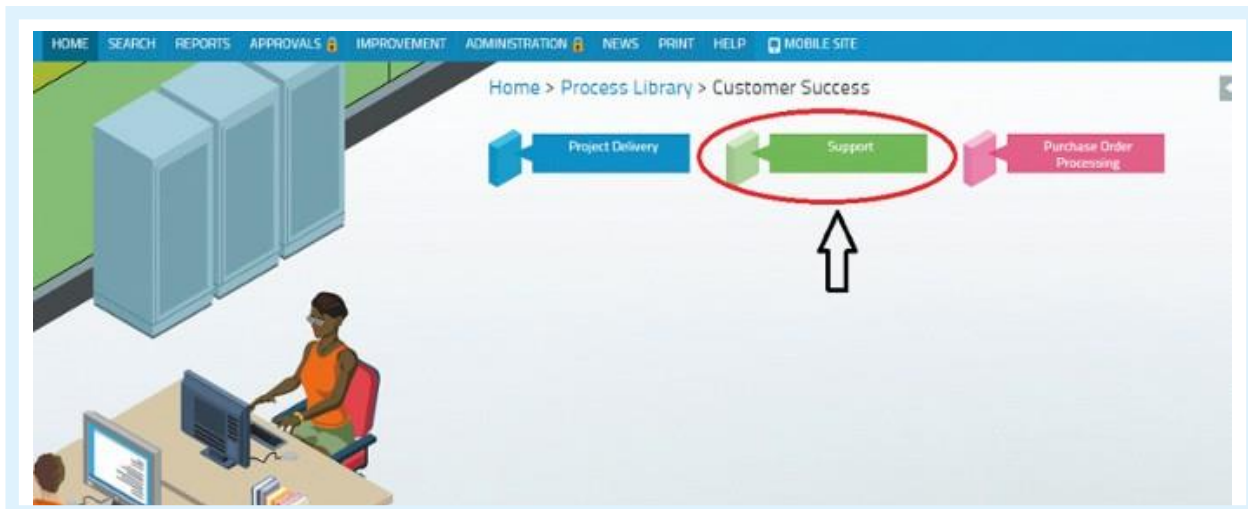 HOME SEARCH REPORTS APPROVALS IMPROVEMENT ADMINISTRATION NEWS PRINT HELP MOBILE SITE
Home > Process Library > Customer Success
Project Delivery
Support
Purchase Order
Processing